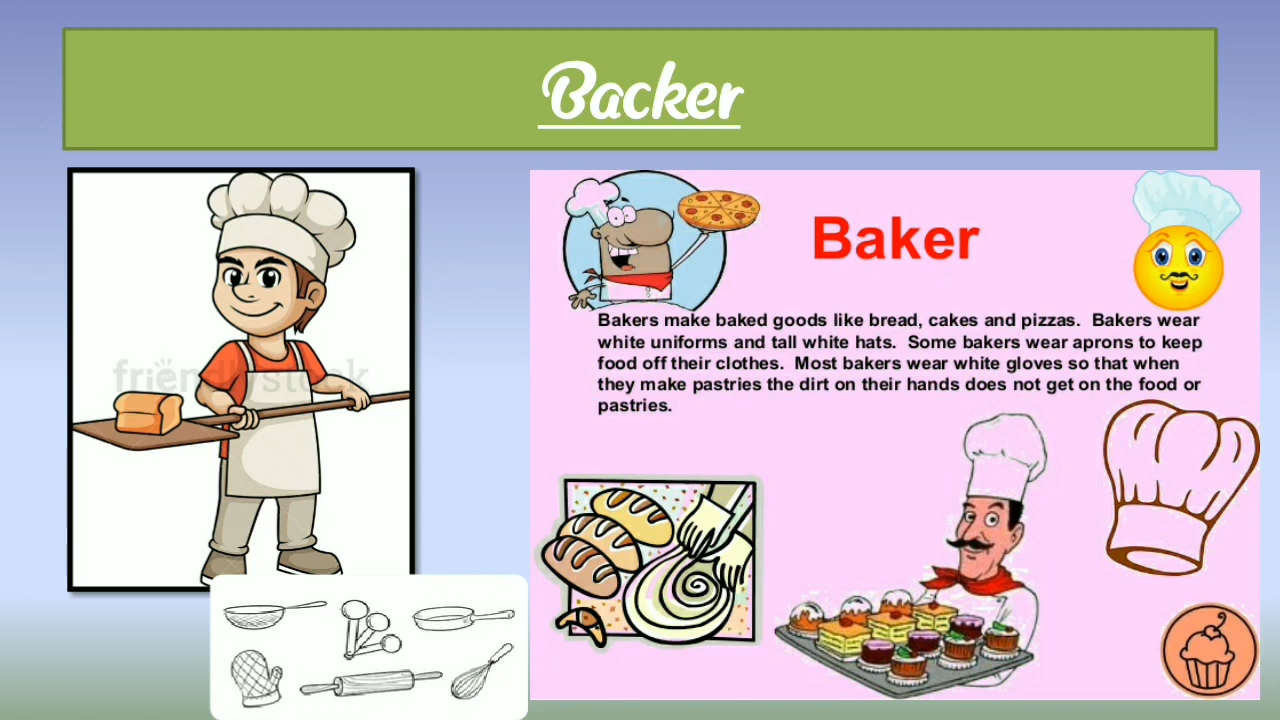 Backer
friendlystock
Baker
Bakers make baked goods like bread, cakes and pizzas.  Bakers wear
white uniforms and tall white hats.  Some bakers wear aprons to keep
food off their clothes.  Most bakers wear white gloves so that when
they make pastries the dirt on their hands does not get on the food or
pastries.